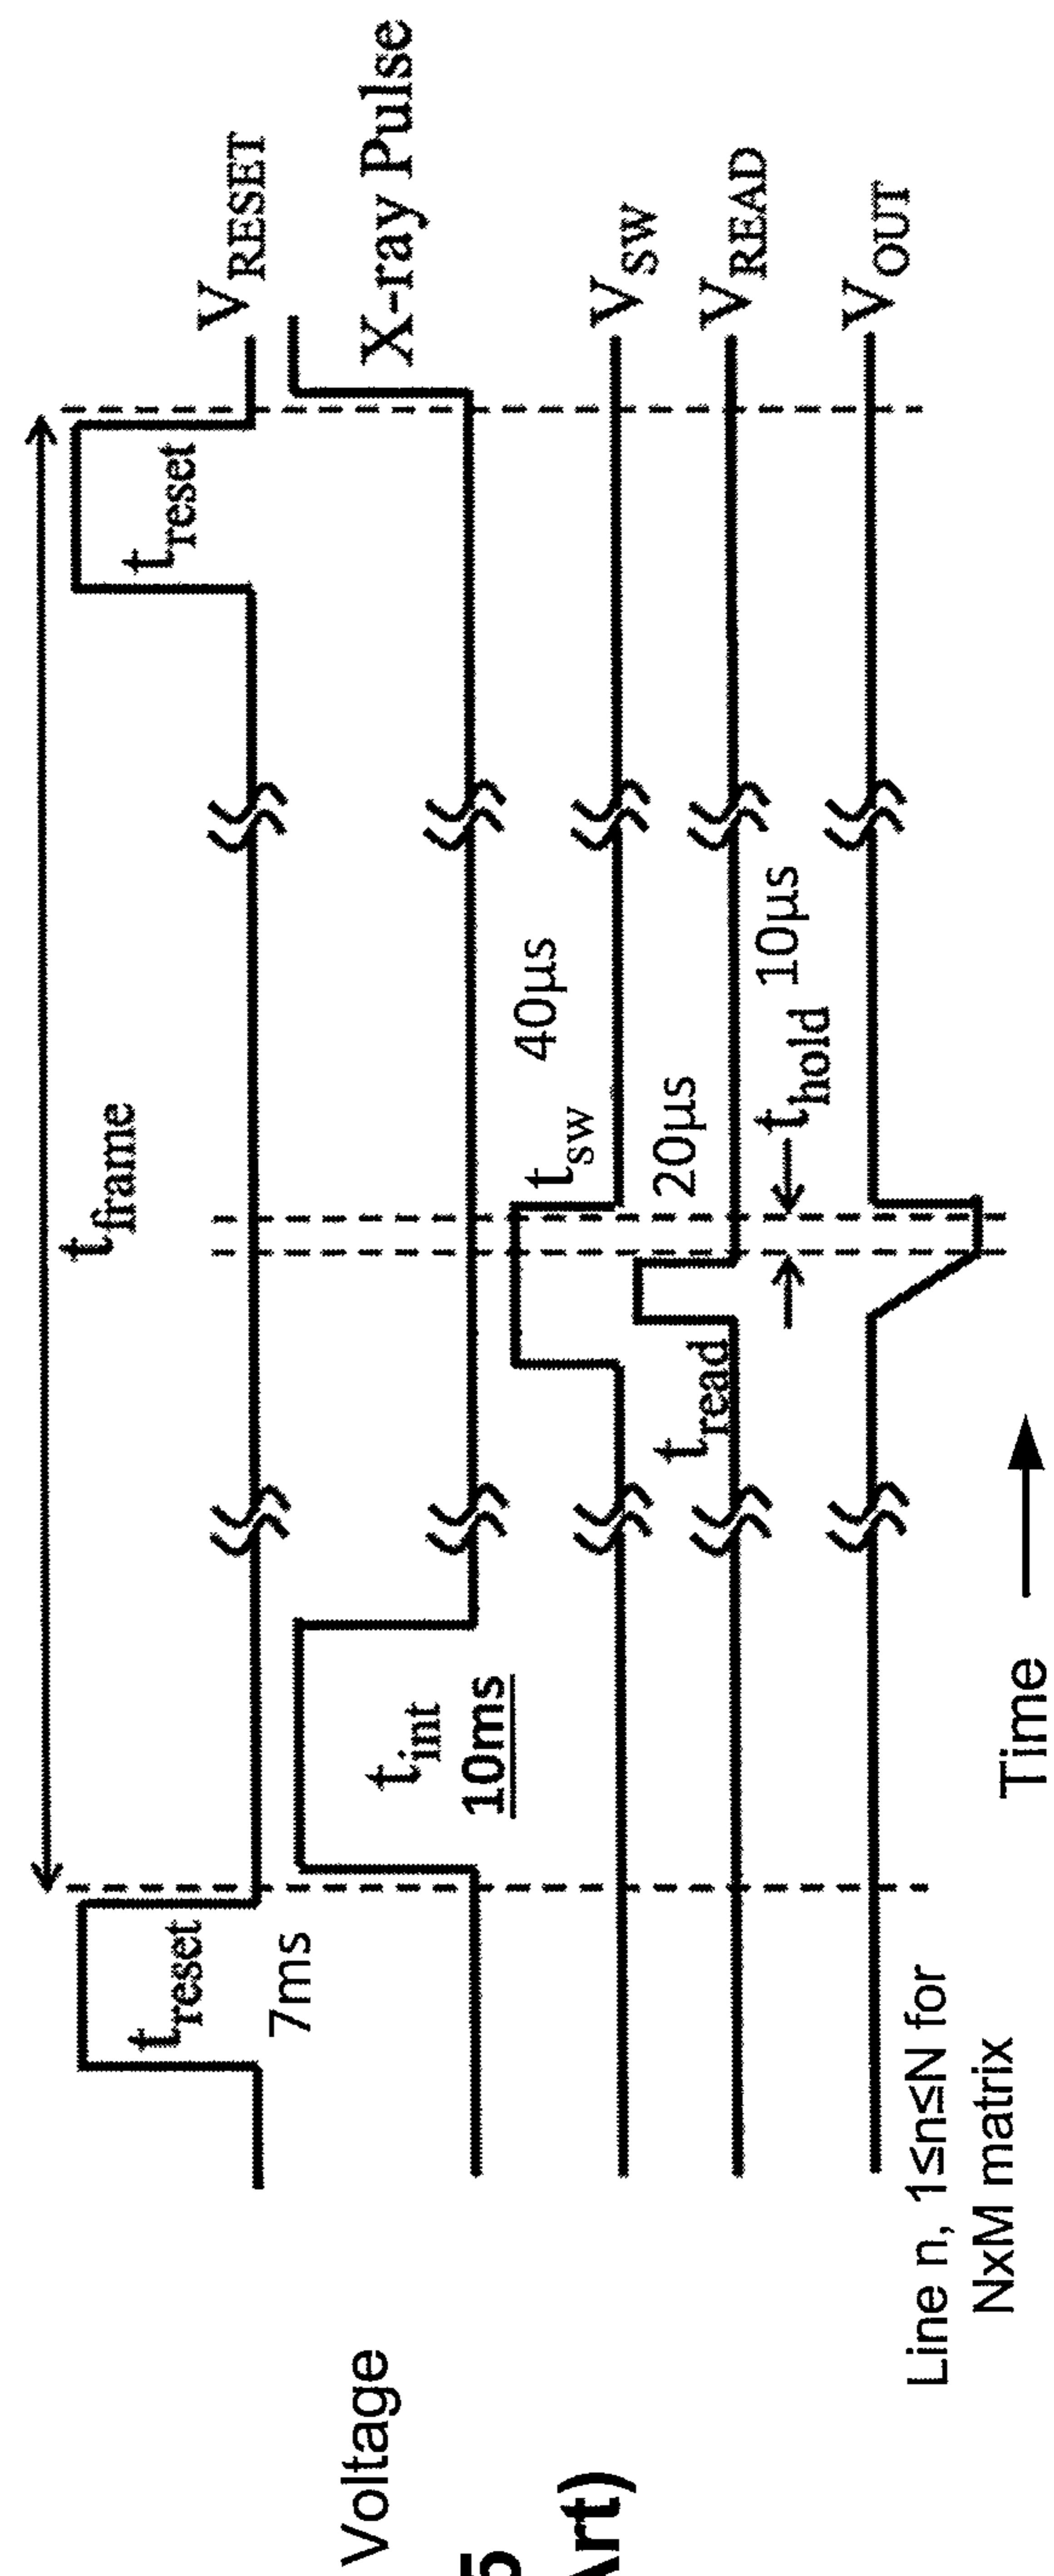 t_frame
t_reset
t_reset
V_RESET
7ms
X-ray Pulse
Voltage
t_int
10ms
t_sw
40µs
V_SW
20µs
t_read
V_READ
t_hold
10µs
V_OUT
Line n, 1≤n≤N for
NxM matrix
Time
5
Art)